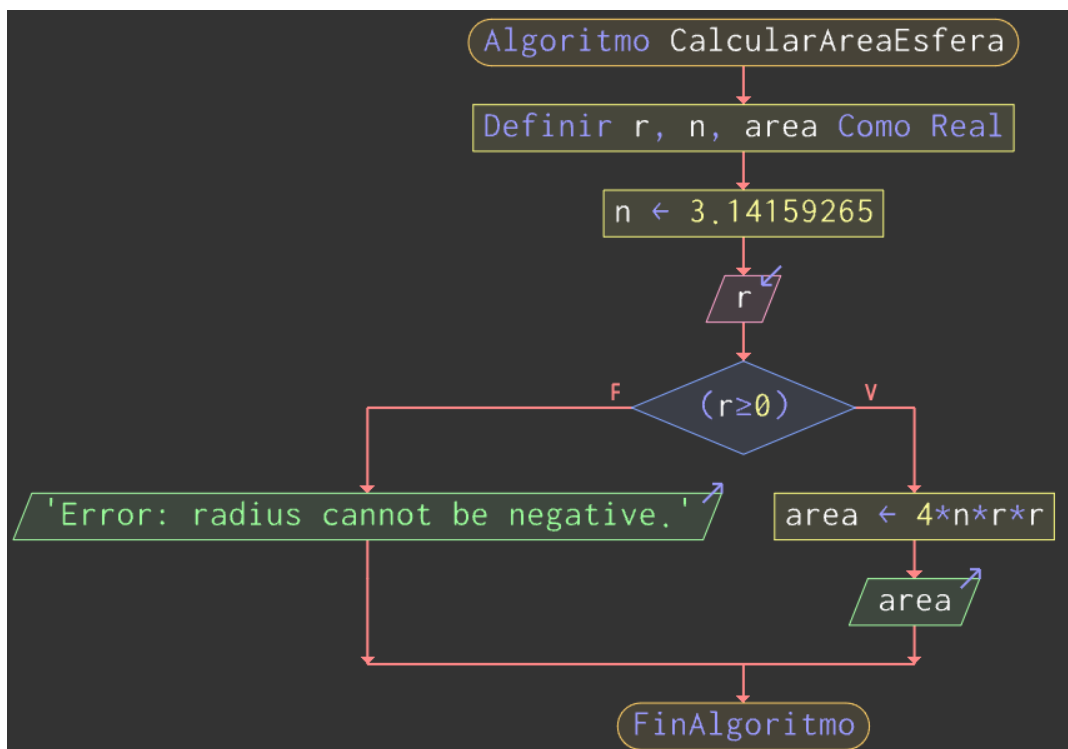 Algoritmo CalcularAreaEsfera
Definir r, n, area Como Real
n ← 3.14159265
r
F
(r≥0)
V
'Error: radius cannot be negative.'
area ← 4*n*r*r
area
FinAlgoritmo